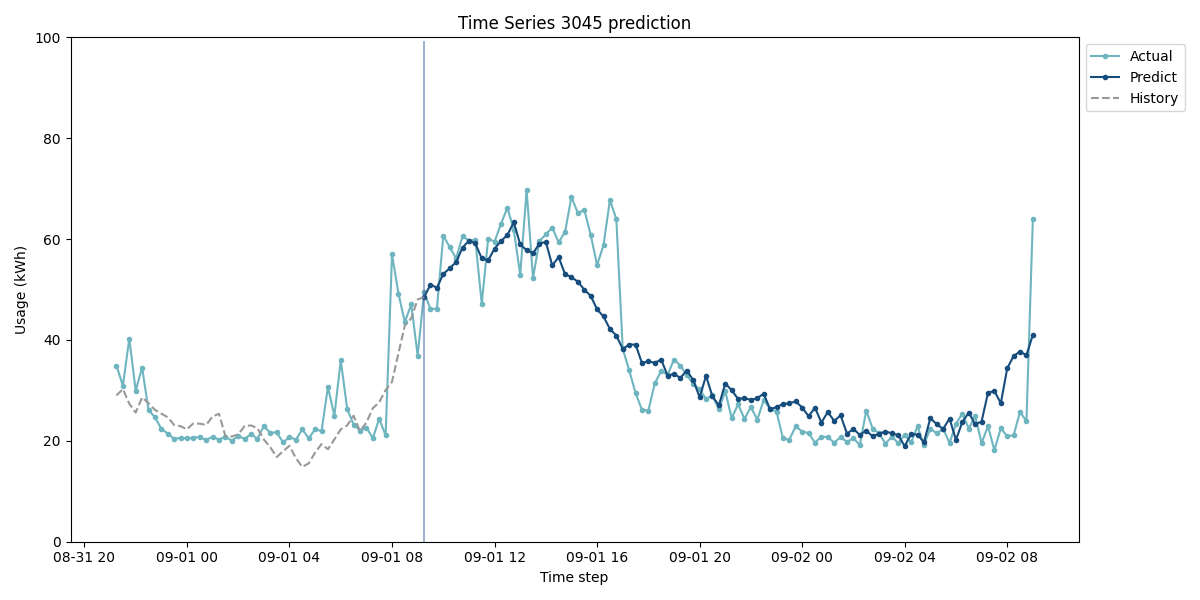 Time Series 3045 prediction
100
80
60
40
20
0
Usage (kWh)
08-31 20
09-01 00
09-01 04
09-01 08
09-01 12
09-01 16
09-01 20
09-02 00
09-02 04
09-02 08
Time step
Actual
Predict
History